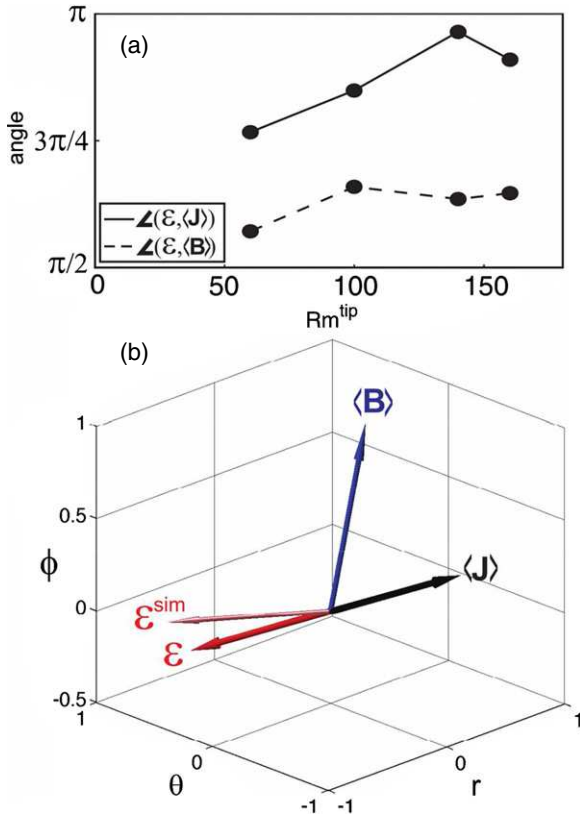 π
(a)
angle
3π/4
∠(ε,⟨J⟩)
∠(ε,⟨B⟩)
π/2
0 50 100 150
Rm^tip
(b)
1
⟨B⟩
0.5
ϕ
⟨J⟩
0
ε^sim
ε
-0.5
1 1
0 0
θ r
-1 -1